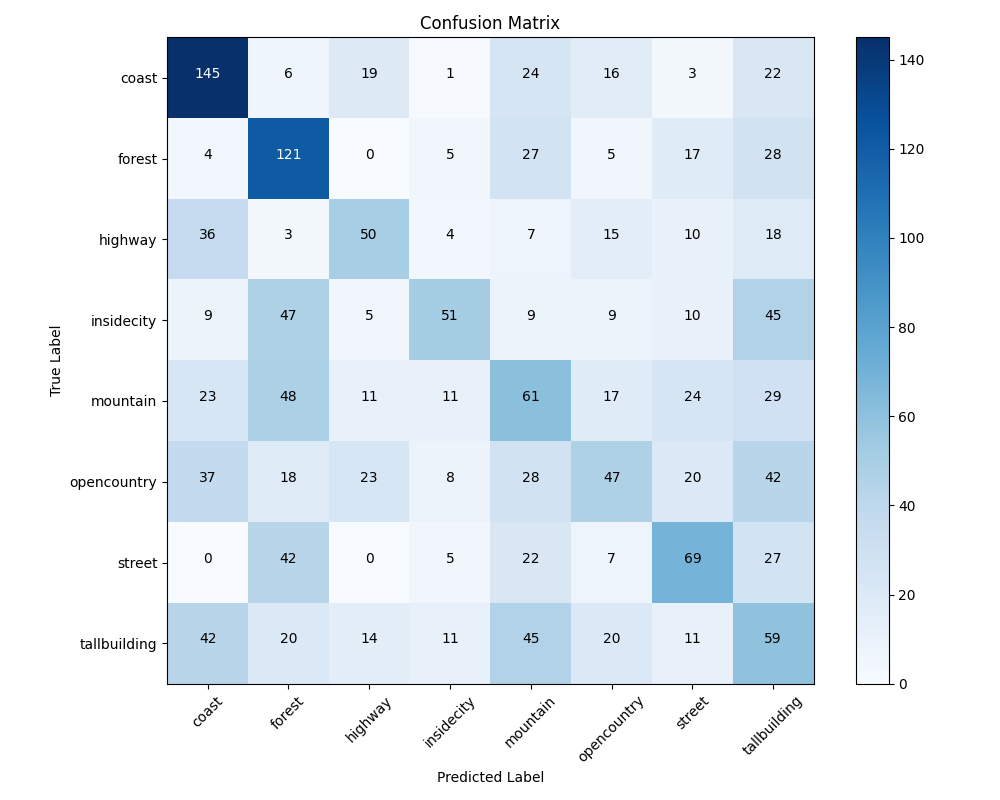 Confusion Matrix
coast 145 6 19 1 24 16 3 22
forest 4 121 0 5 27 5 17 28
highway 36 3 50 4 7 15 10 18
insidecity 9 47 5 51 9 9 10 45
mountain 23 48 11 11 61 17 24 29
opencountry 37 18 23 8 28 47 20 42
street 0 42 0 5 22 7 69 27
tallbuilding 42 20 14 11 45 20 11 59
True Label
coast forest highway insidecity mountain opencountry street tallbuilding
Predicted Label
140
120
100
80
60
40
20
0